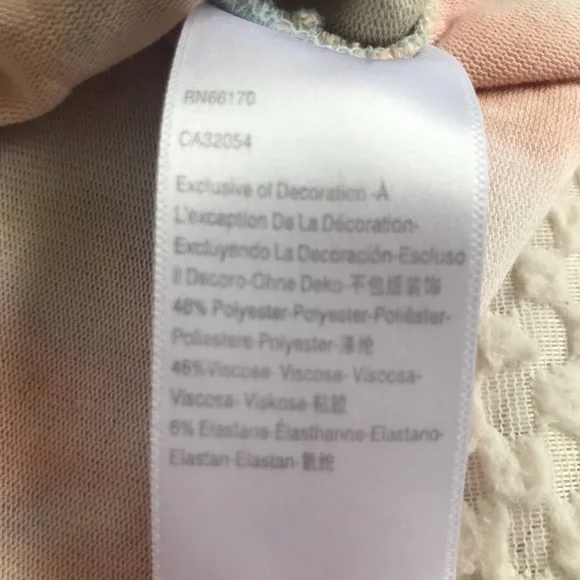 RN66170
CA32054
Exclusive of Decoration -À
L'exception De La Décoration-
Excluyendo La Decoración-Escluso
Il Decoro-Ohne Deko-不包括装饰
48% Polyester-Polyester-Poliéster-
Poliestere-Polyester-涤纶
46%Viscose- Viscose- Viscosa-
Viscosa- Viskose-粘胶
6% Elastane-Élasthanne-Elastano-
Elastan-Elastan-氨纶